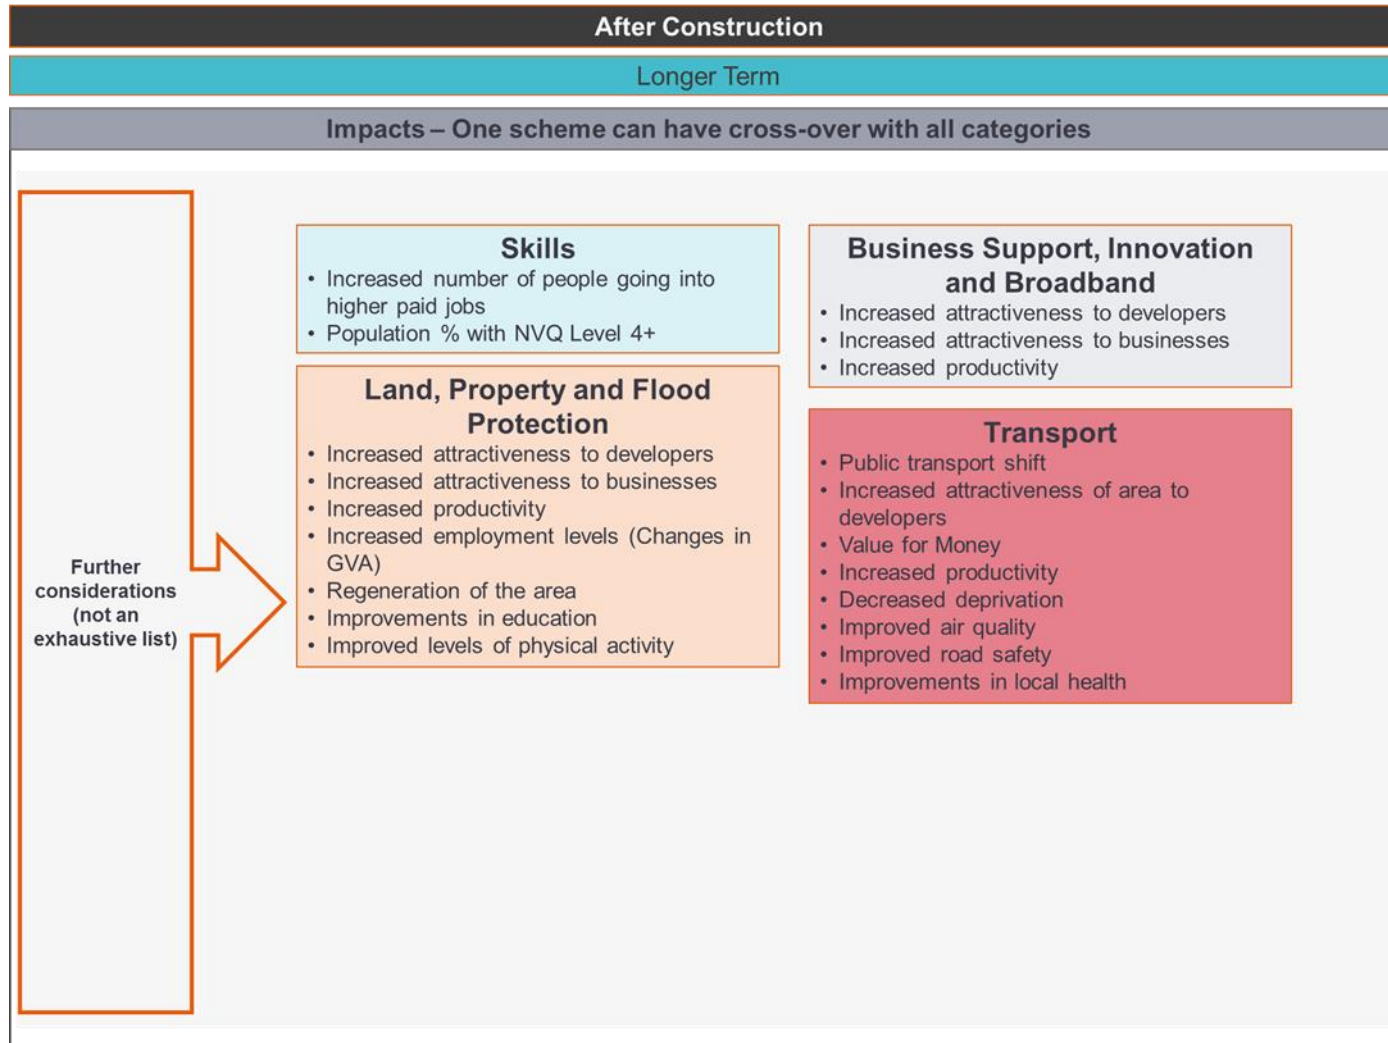 After Construction
Longer Term
Impacts – One scheme can have cross-over with all categories
Further
considerations
(not an
exhaustive list)
Skills
• Increased number of people going into
higher paid jobs
• Population % with NVQ Level 4+
Land, Property and Flood
Protection
• Increased attractiveness to developers
• Increased attractiveness to businesses
• Increased productivity
• Increased employment levels (Changes in
GVA)
• Regeneration of the area
• Improvements in education
• Improved levels of physical activity
Business Support, Innovation
and Broadband
• Increased attractiveness to developers
• Increased attractiveness to businesses
• Increased productivity
Transport
• Public transport shift
• Increased attractiveness of area to
developers
• Value for Money
• Increased productivity
• Decreased deprivation
• Improved air quality
• Improved road safety
• Improvements in local health